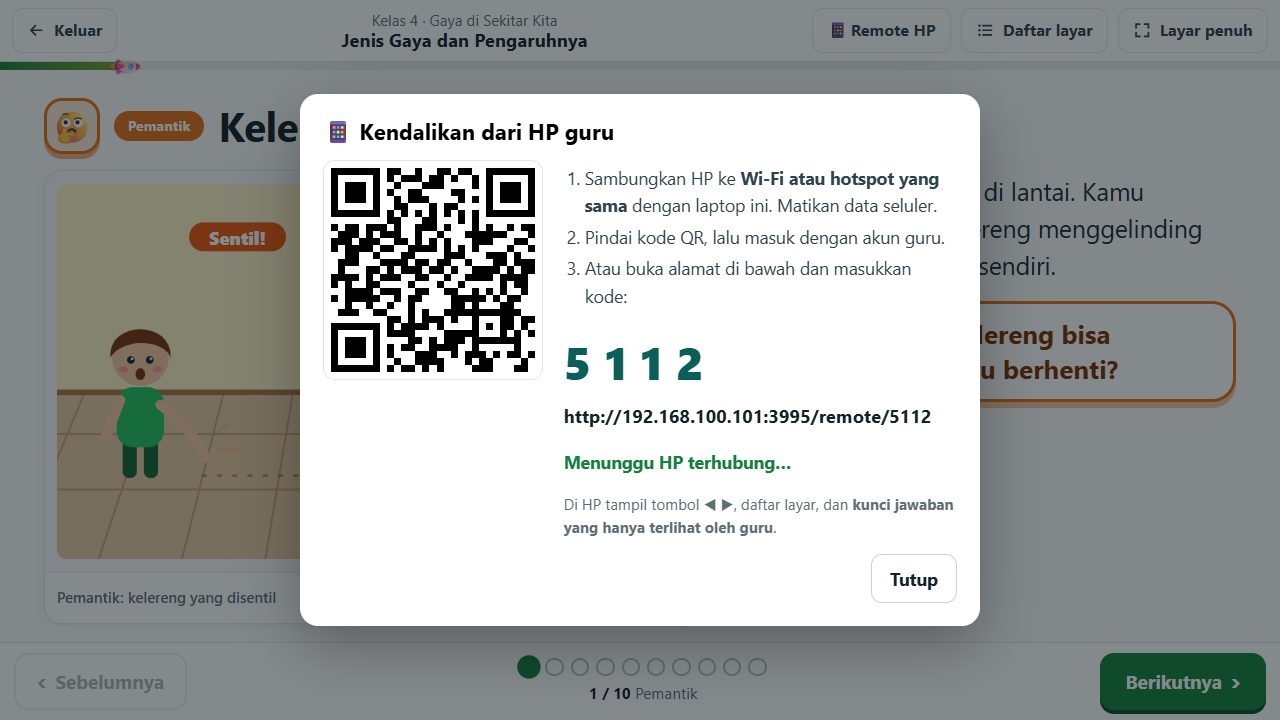 ← Keluar
Kelas 4 · Gaya di Sekitar Kita
Jenis Gaya dan Pengaruhnya
Remote HP
Daftar layar
Layar penuh
Pemantik
Kele
Sentil!
di lantai. Kamu
reng menggelinding
sendiri.
lereng bisa
u berhenti?
Kendalikan dari HP guru
1. Sambungkan HP ke Wi-Fi atau hotspot yang
sama dengan laptop ini. Matikan data seluler.
2. Pindai kode QR, lalu masuk dengan akun guru.
3. Atau buka alamat di bawah dan masukkan
kode:
5 1 1 2
http://192.168.100.101:3995/remote/5112
Menunggu HP terhubung...
Di HP tampil tombol ◀ ▶, daftar layar, dan kunci jawaban
yang hanya terlihat oleh guru.
Tutup
Pemantik: kelereng yang disentil
‹ Sebelumnya
1 / 10 Pemantik
Berikutnya ›